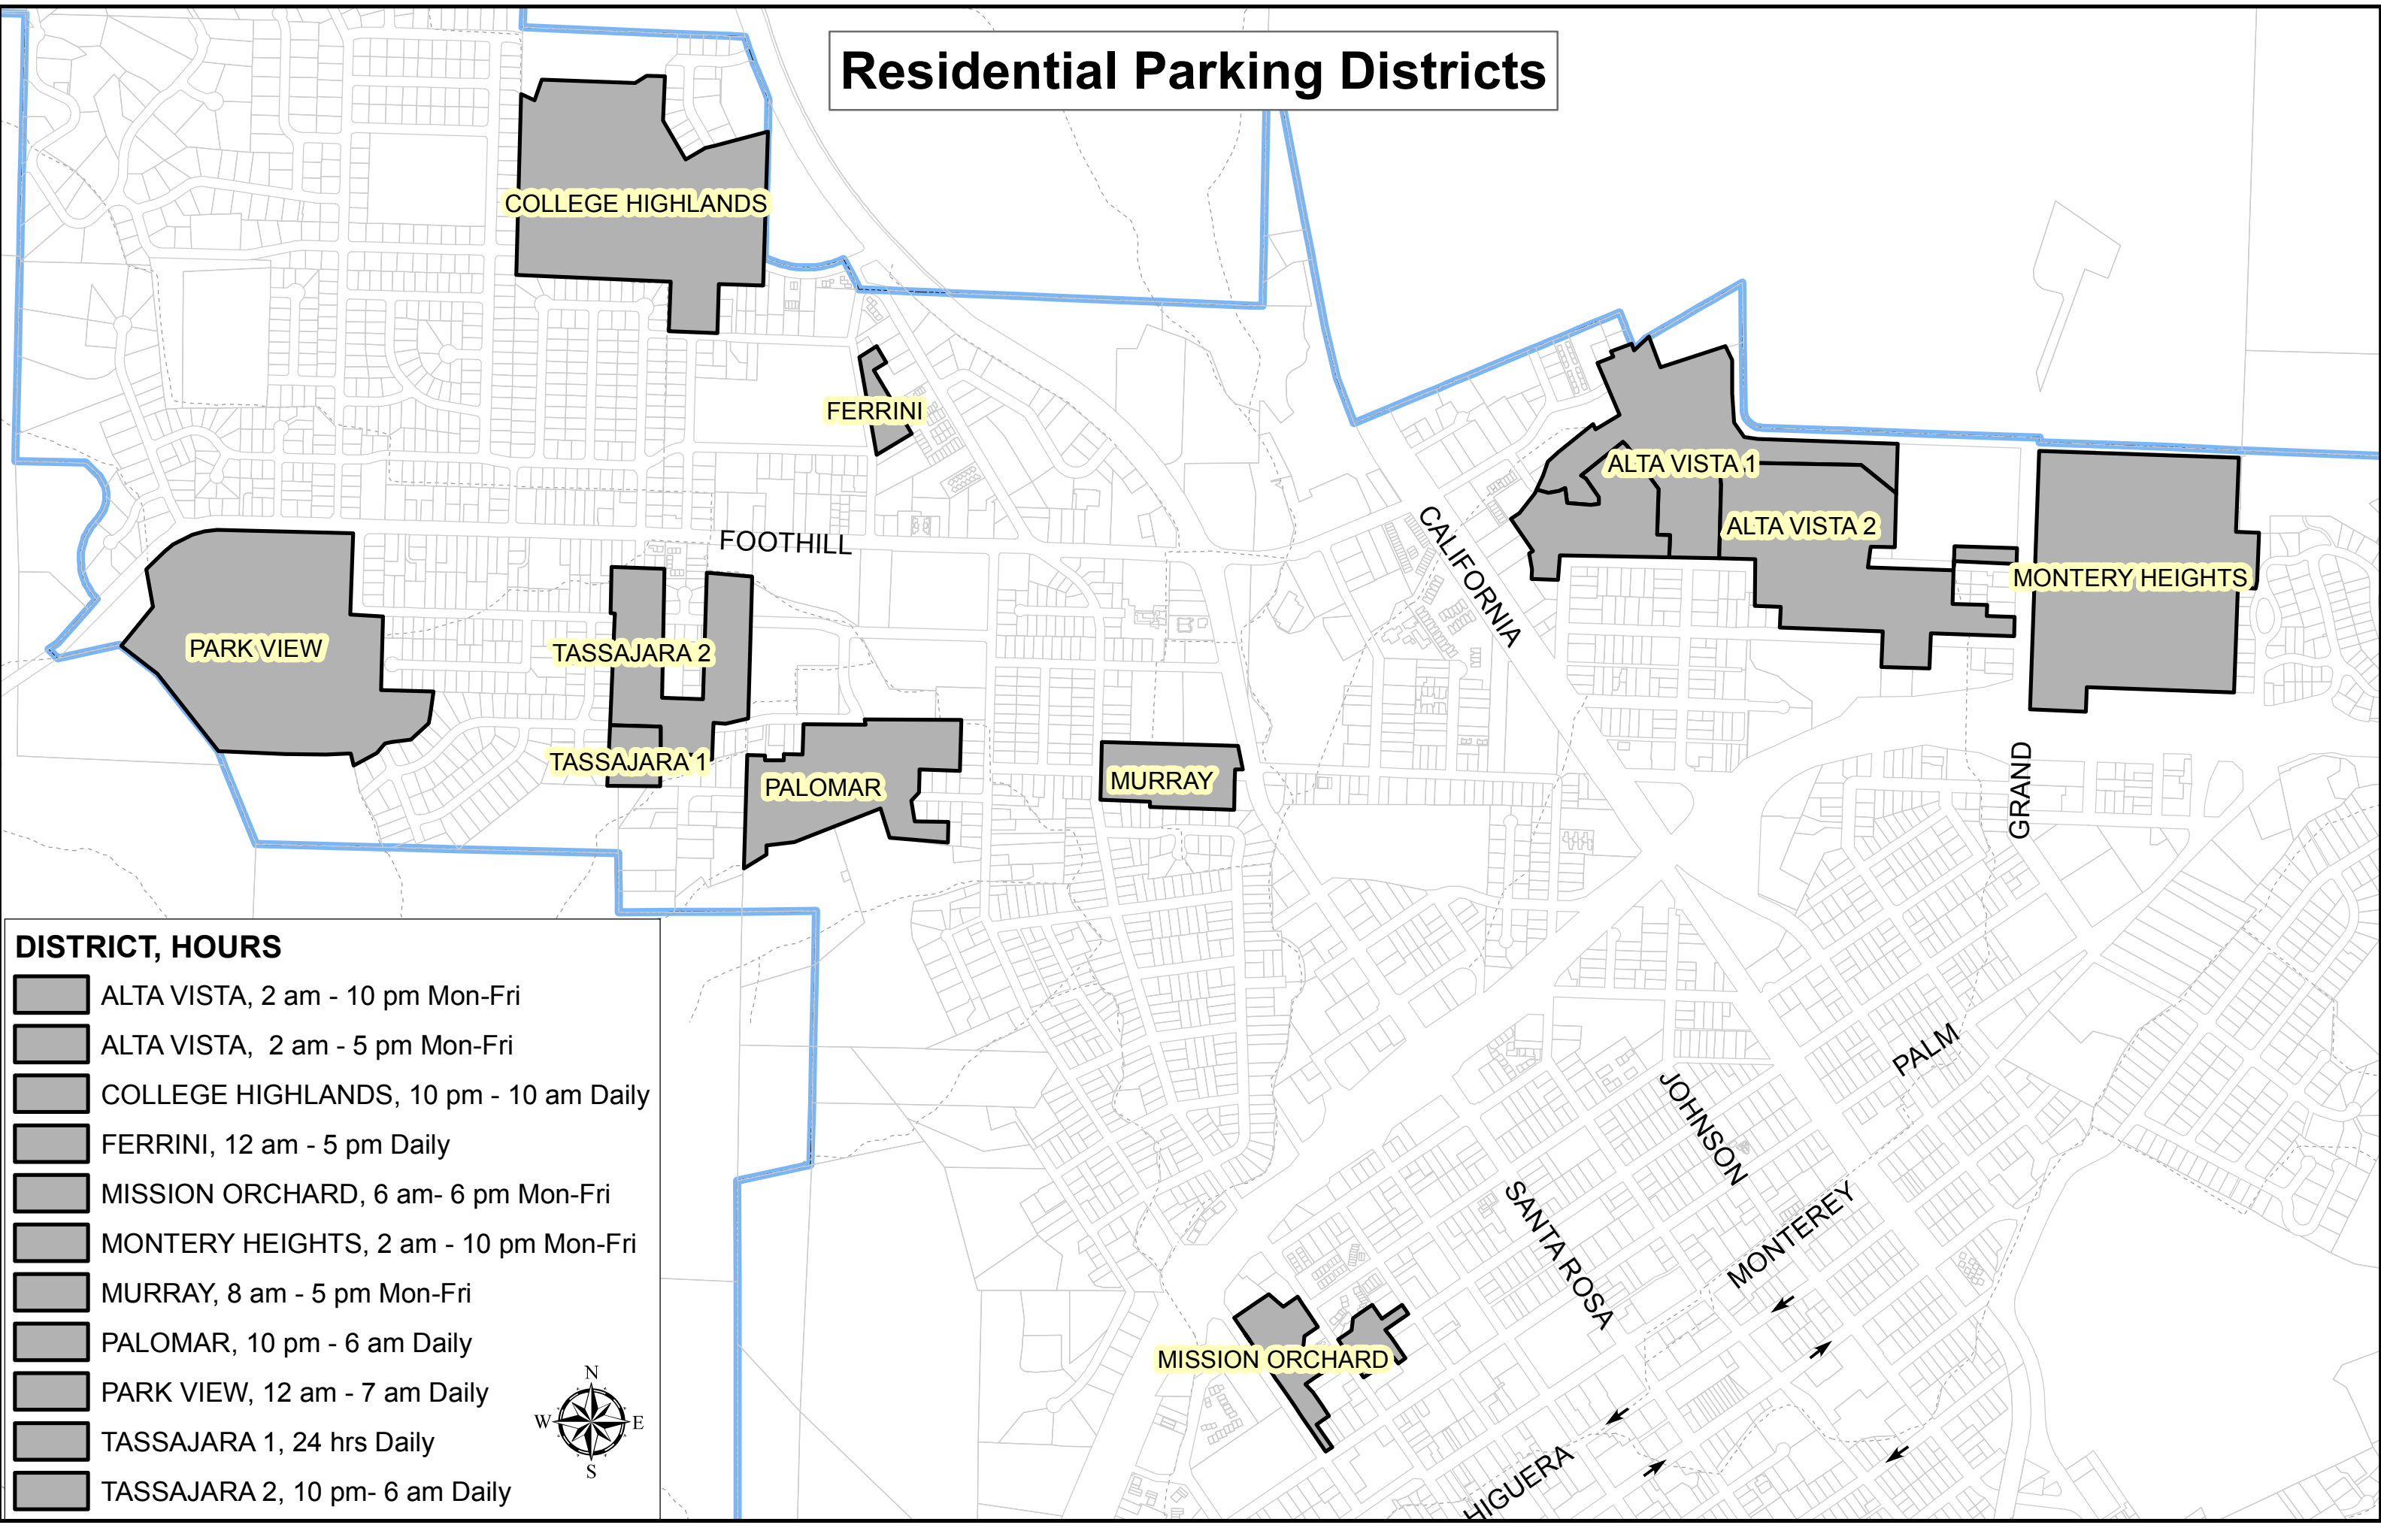 Residential Parking Districts
COLLEGE HIGHLANDS
FERRINI
ALTA VISTA 1
ALTA VISTA 2
FOOTHILL
CALIFORNIA
MONTERY HEIGHTS
PARK VIEW
TASSAJARA 2
TASSAJARA 1
PALOMAR
MURRAY
GRAND
PALM
JOHNSON
SANTA ROSA
MONTEREY
MISSION ORCHARD
HIGUERA
DISTRICT, HOURS
ALTA VISTA, 2 am - 10 pm Mon-Fri
ALTA VISTA,  2 am - 5 pm Mon-Fri
COLLEGE HIGHLANDS, 10 pm - 10 am Daily
FERRINI, 12 am - 5 pm Daily
MISSION ORCHARD, 6 am- 6 pm Mon-Fri
MONTERY HEIGHTS, 2 am - 10 pm Mon-Fri
MURRAY, 8 am - 5 pm Mon-Fri
PALOMAR, 10 pm - 6 am Daily
PARK VIEW, 12 am - 7 am Daily
TASSAJARA 1, 24 hrs Daily
TASSAJARA 2, 10 pm- 6 am Daily
N
W E
S